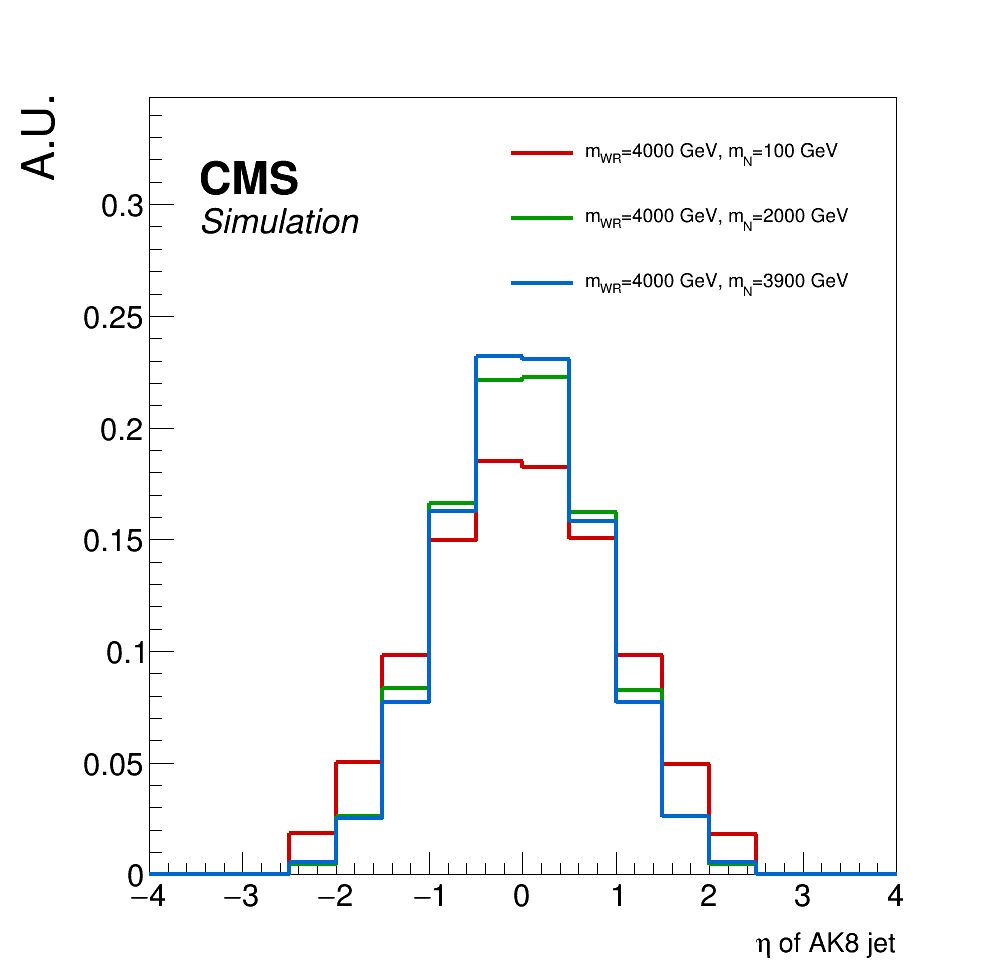 A.U.
CMS
Simulation
m_WR=4000 GeV, m_N=100 GeV
m_WR=4000 GeV, m_N=2000 GeV
m_WR=4000 GeV, m_N=3900 GeV
0.3
0.25
0.2
0.15
0.1
0.05
0
−4 −3 −2 −1 0 1 2 3 4
η of AK8 jet